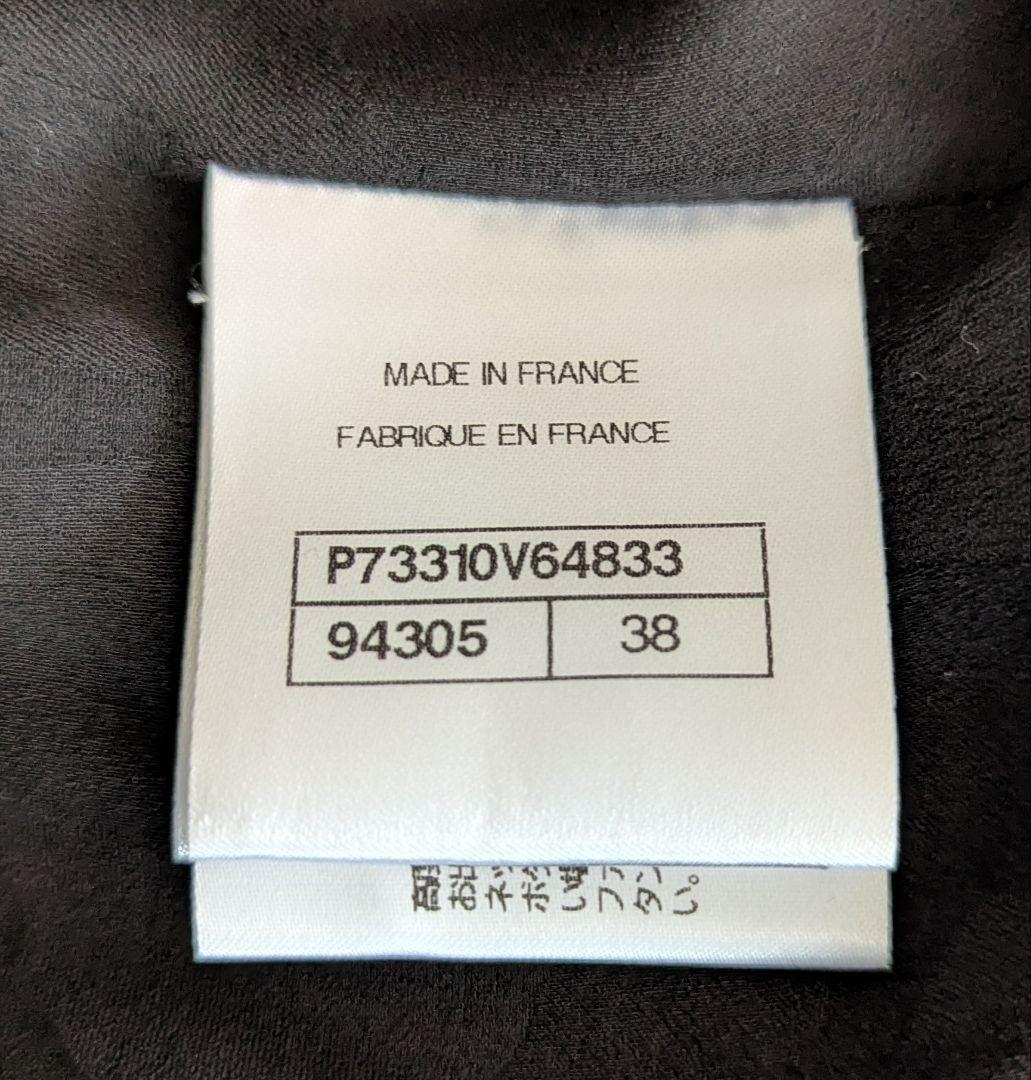 MADE IN FRANCE
FABRIQUE EN FRANCE
P73310V64833
94305 38